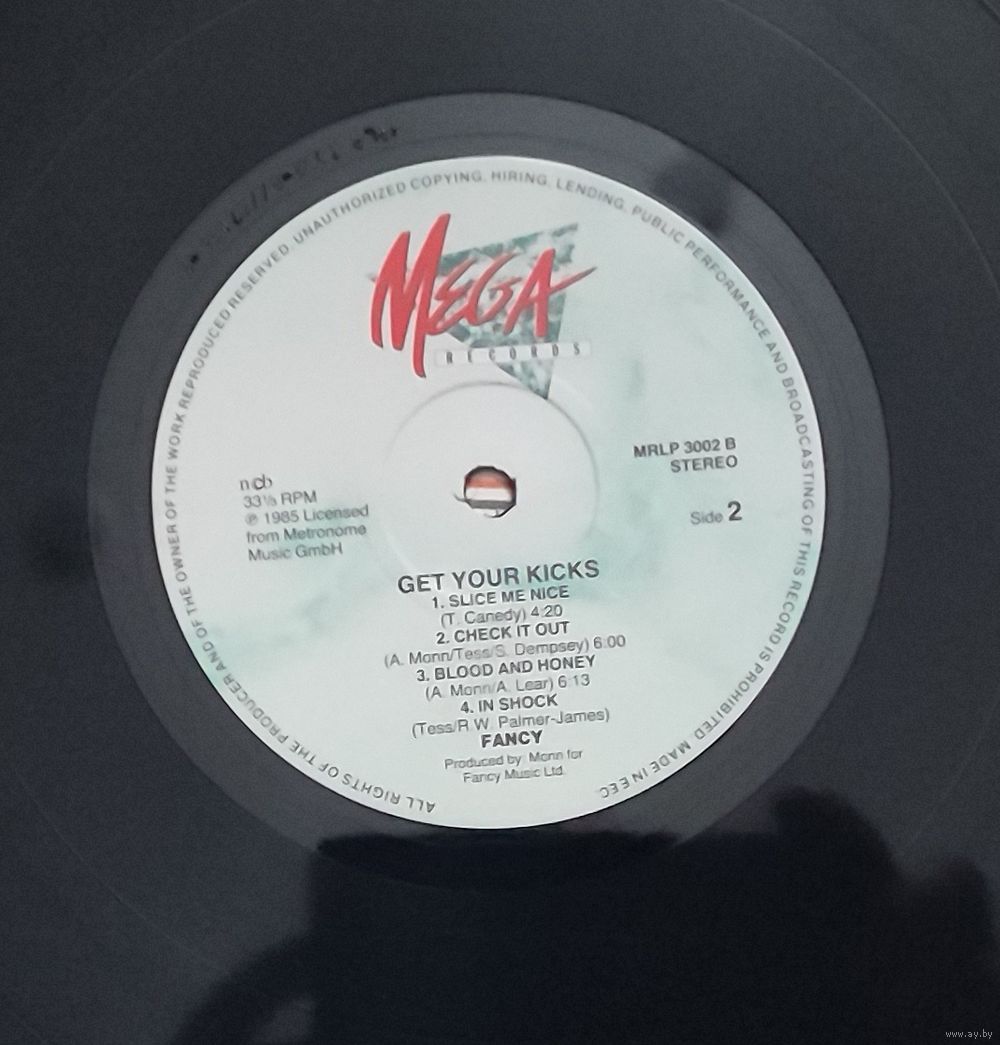 ALL RIGHTS OF THE PRODUCER AND OF THE OWNER OF THE WORK REPRODUCED RESERVED. UNAUTHORIZED COPYING. HIRING. LENDING. PUBLIC PERFORMANCE AND BROADCASTING OF THIS RECORD IS PROHIBITED. MADE IN EEC
MEGA
RECORDS
MRLP 3002 B
STEREO
Side 2
ncb
33⅓ RPM
℗ 1985 Licensed
from Metronome
Music GmbH
GET YOUR KICKS
1. SLICE ME NICE
(T. Canedy) 4:20
2. CHECK IT OUT
(A. Monn/Tess/S. Dempsey) 6:00
3. BLOOD AND HONEY
(A. Monn/A. Lear) 6:13
4. IN SHOCK
(Tess/R.W. Palmer-James)
FANCY
Produced by: Monn for
Fancy Music Ltd.
www.ay.by